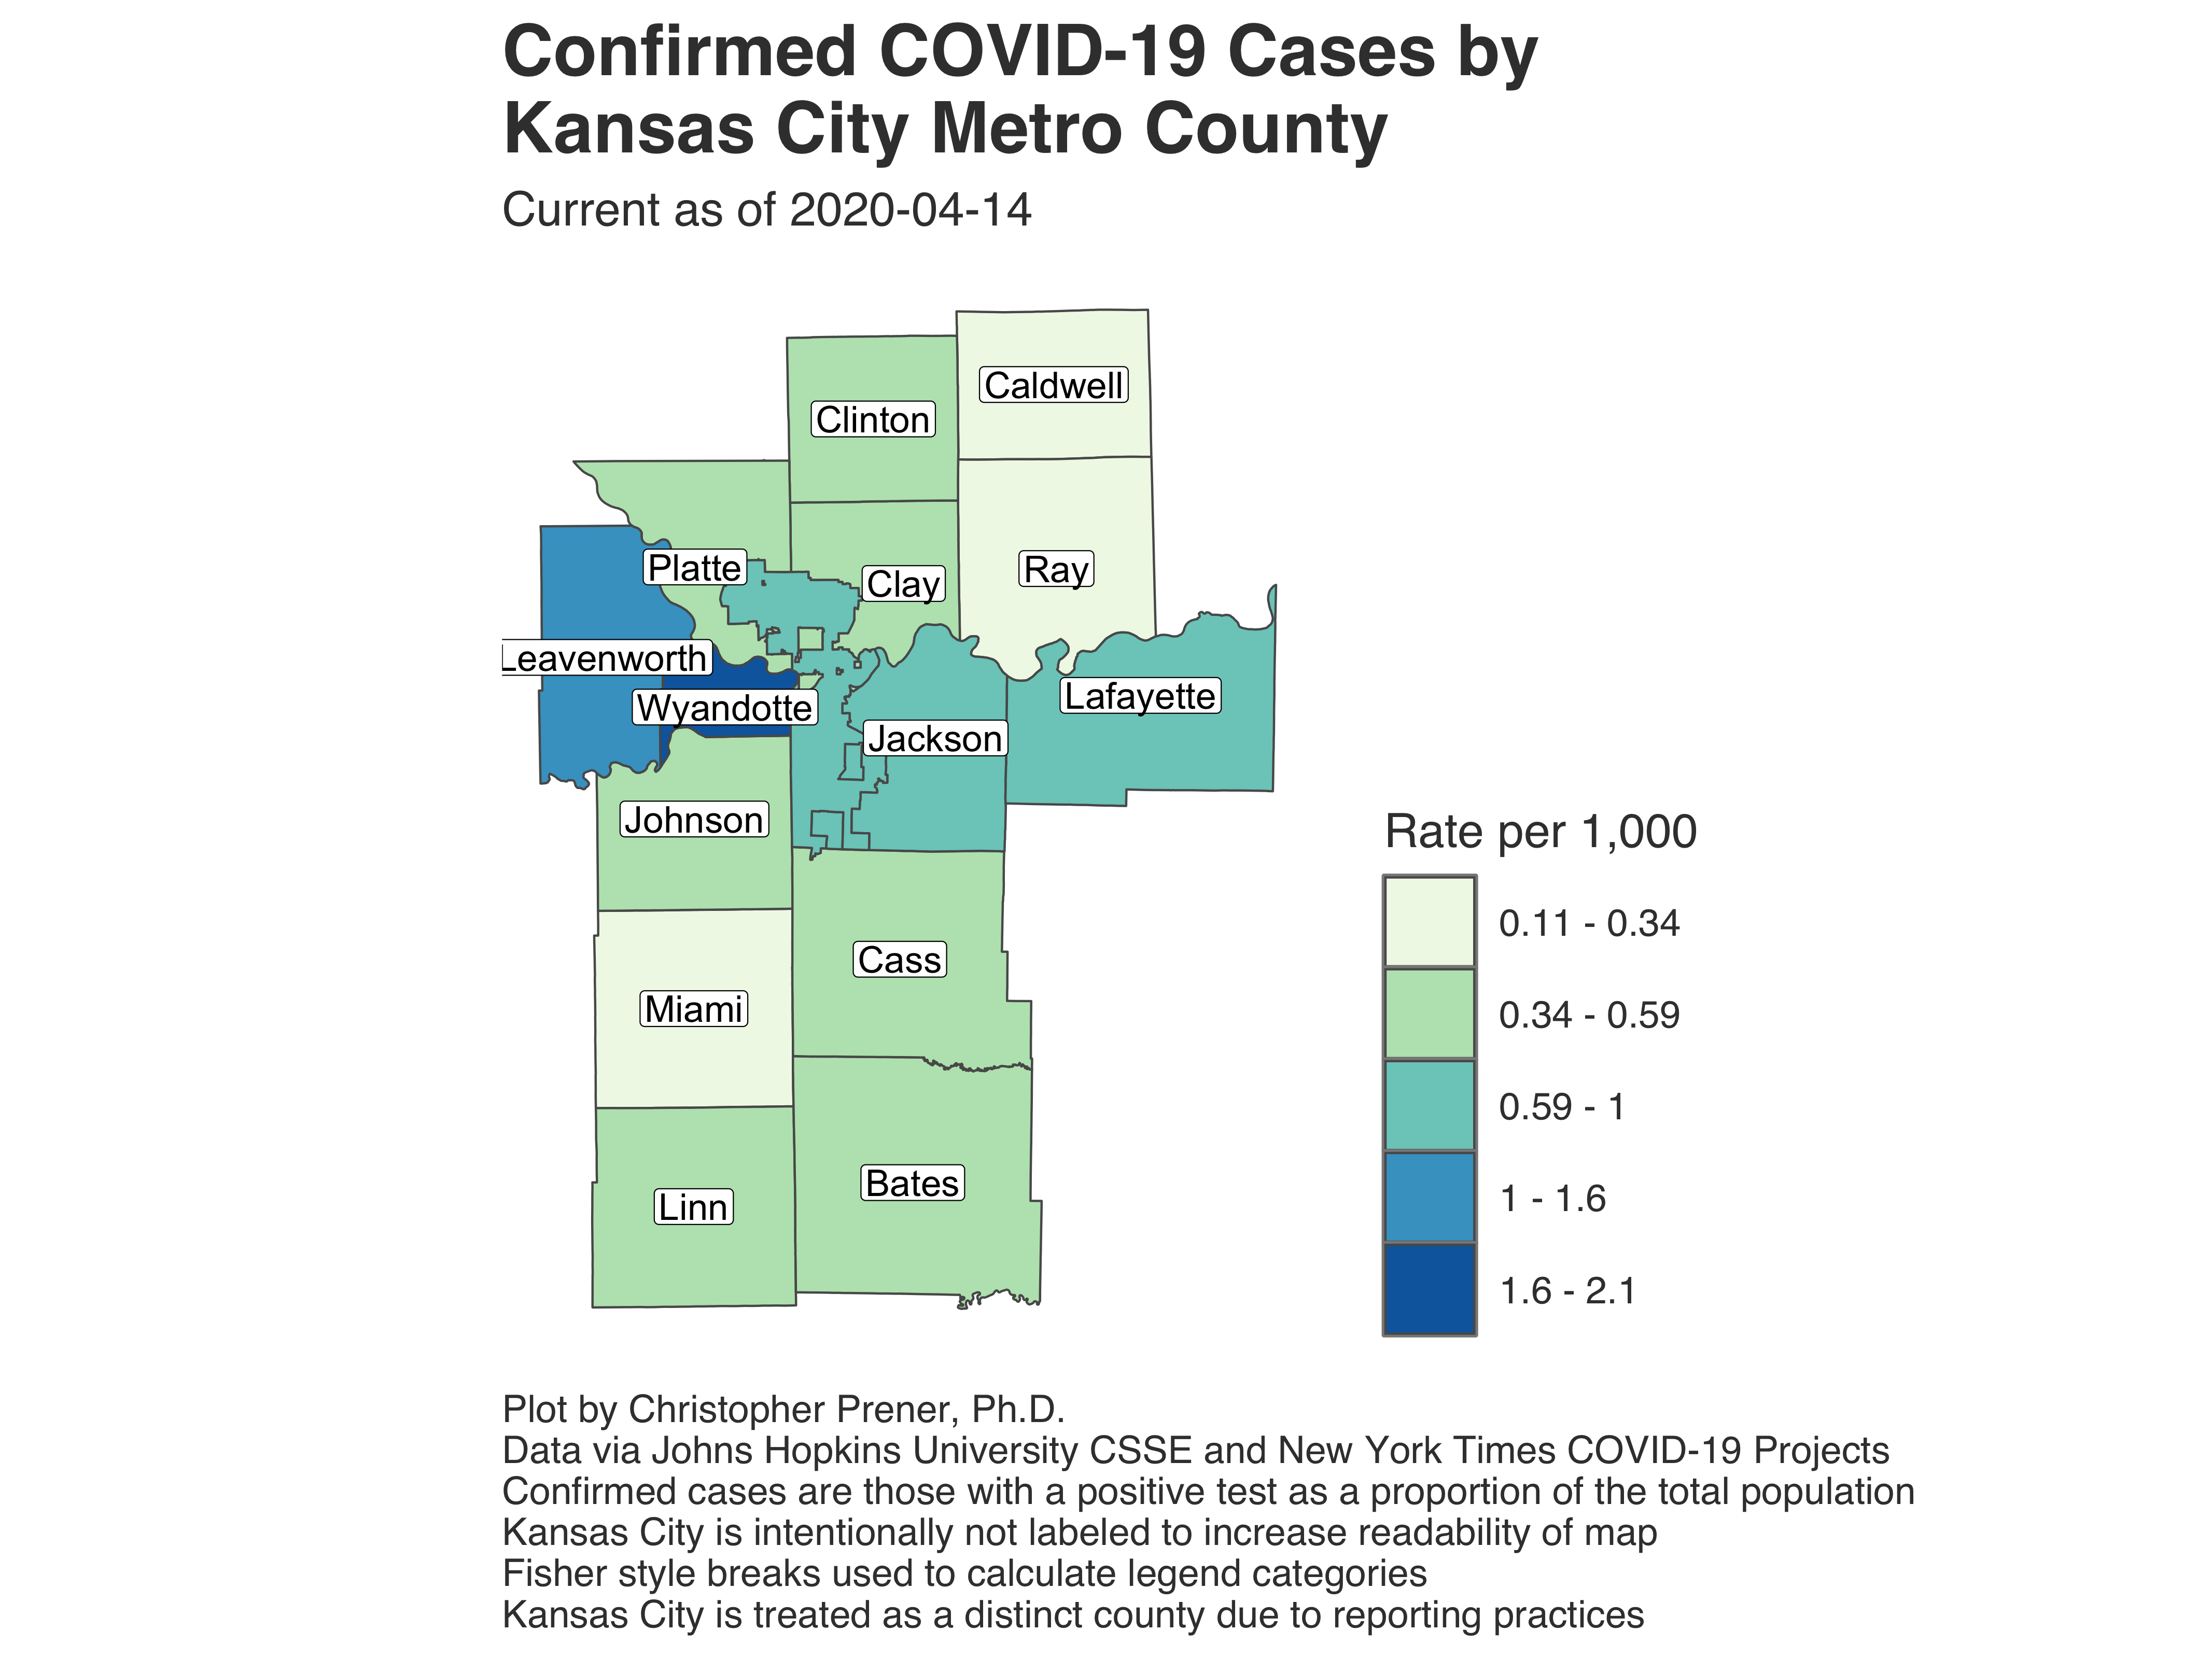 Confirmed COVID-19 Cases by
Kansas City Metro County
Current as of 2020-04-14
Caldwell
Clinton
Platte
Clay
Ray
Leavenworth
Wyandotte
Lafayette
Jackson
Johnson
Cass
Miami
Bates
Linn
Rate per 1,000
0.11 - 0.34
0.34 - 0.59
0.59 - 1
1 - 1.6
1.6 - 2.1
Plot by Christopher Prener, Ph.D.
Data via Johns Hopkins University CSSE and New York Times COVID-19 Projects
Confirmed cases are those with a positive test as a proportion of the total population
Kansas City is intentionally not labeled to increase readability of map
Fisher style breaks used to calculate legend categories
Kansas City is treated as a distinct county due to reporting practices